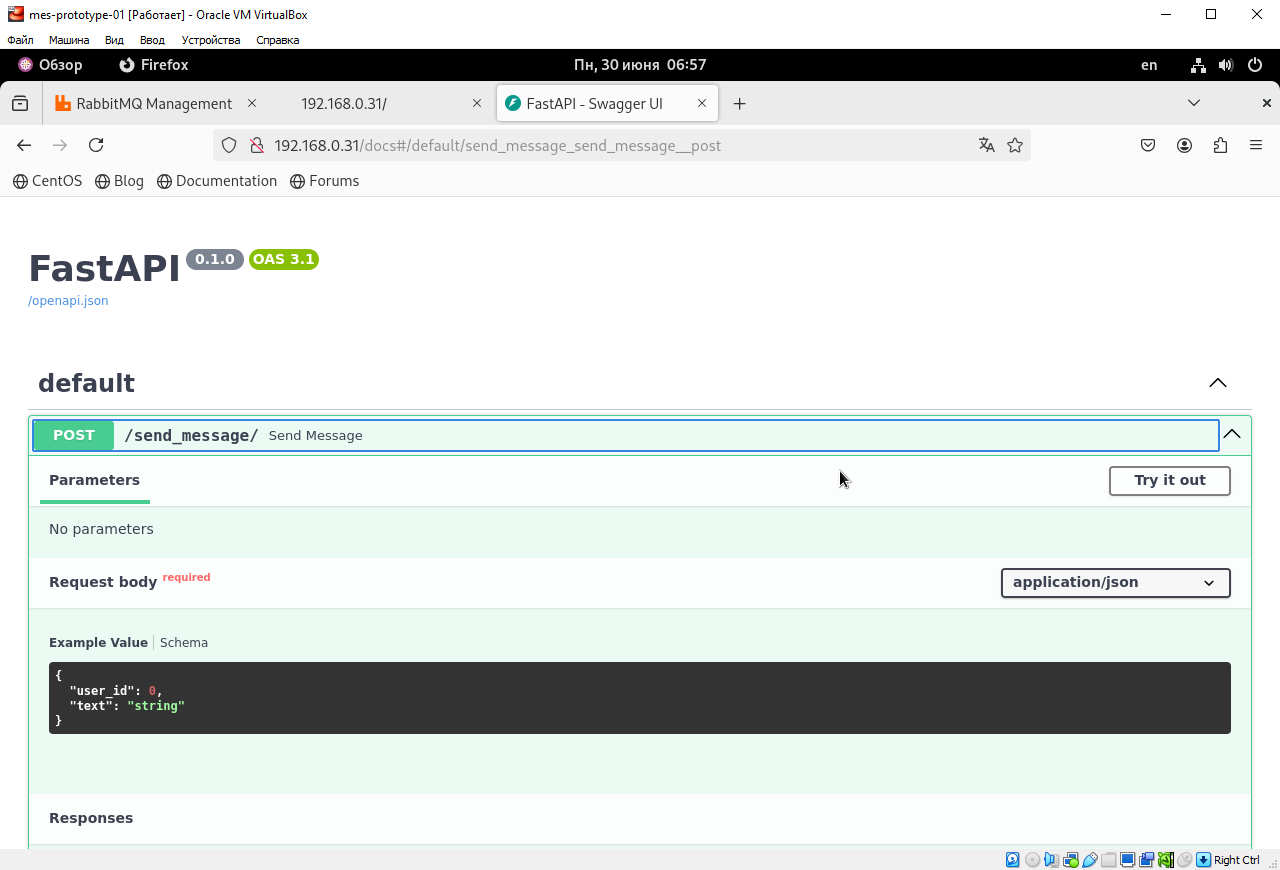 mes-prototype-01 [Работает] - Oracle VM VirtualBox
Файл Машина Вид Ввод Устройства Справка
Обзор Firefox Пн, 30 июня 06:57 en
RabbitMQ Management 192.168.0.31/ FastAPI - Swagger UI
192.168.0.31/docs#/default/send_message_send_message__post
CentOS Blog Documentation Forums
FastAPI 0.1.0 OAS 3.1
/openapi.json
default
POST /send_message/ Send Message
Parameters Try it out
No parameters
Request body required application/json
Example Value Schema
{
"user_id": 0,
"text": "string"
}
Responses
Right Ctrl